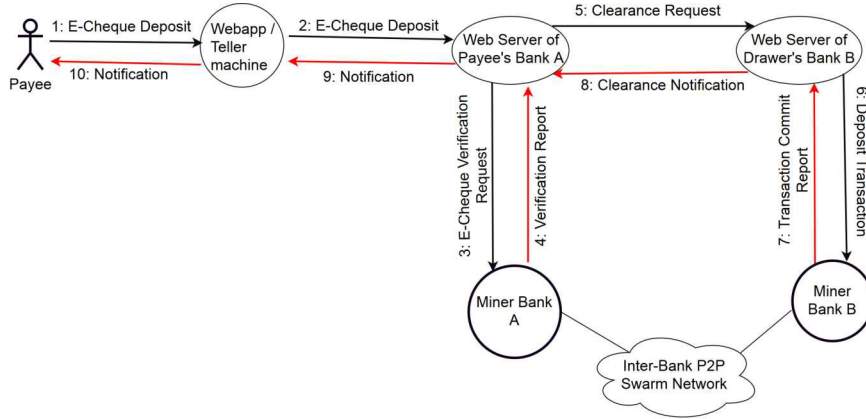 1: E-Cheque Deposit
2: E-Cheque Deposit
5: Clearance Request
Webapp /
Teller
machine
Web Server of
Payee's Bank A
Web Server of
Drawer's Bank B
10: Notification
9: Notification
8: Clearance Notification
Payee
3: E-Cheque Verification
Request
4: Verification Report
7: Transaction Commit
Report
6: Deposit Transaction
Miner Bank
A
Miner
Bank B
Inter-Bank P2P
Swarm Network